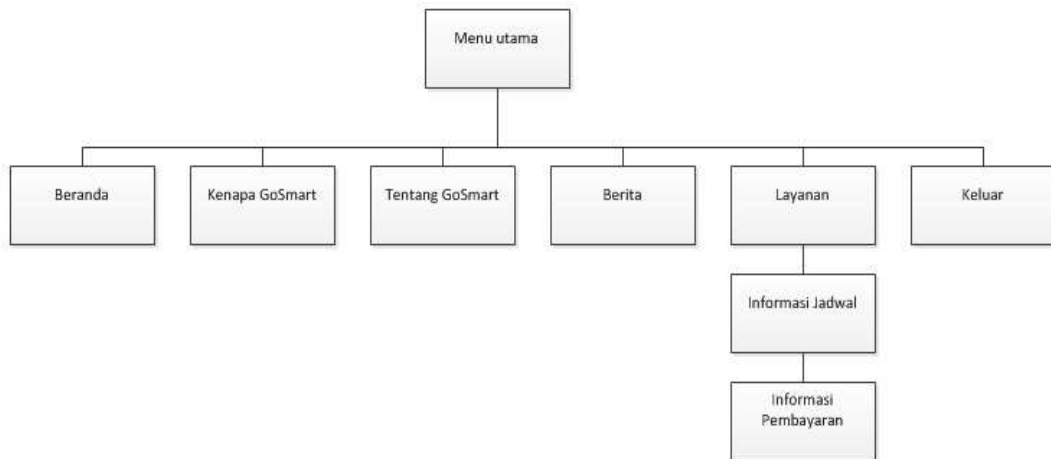 Menu utama
Beranda
Kenapa GoSmart
Tentang GoSmart
Berita
Layanan
Keluar
Informasi Jadwal
Informasi
Pembayaran